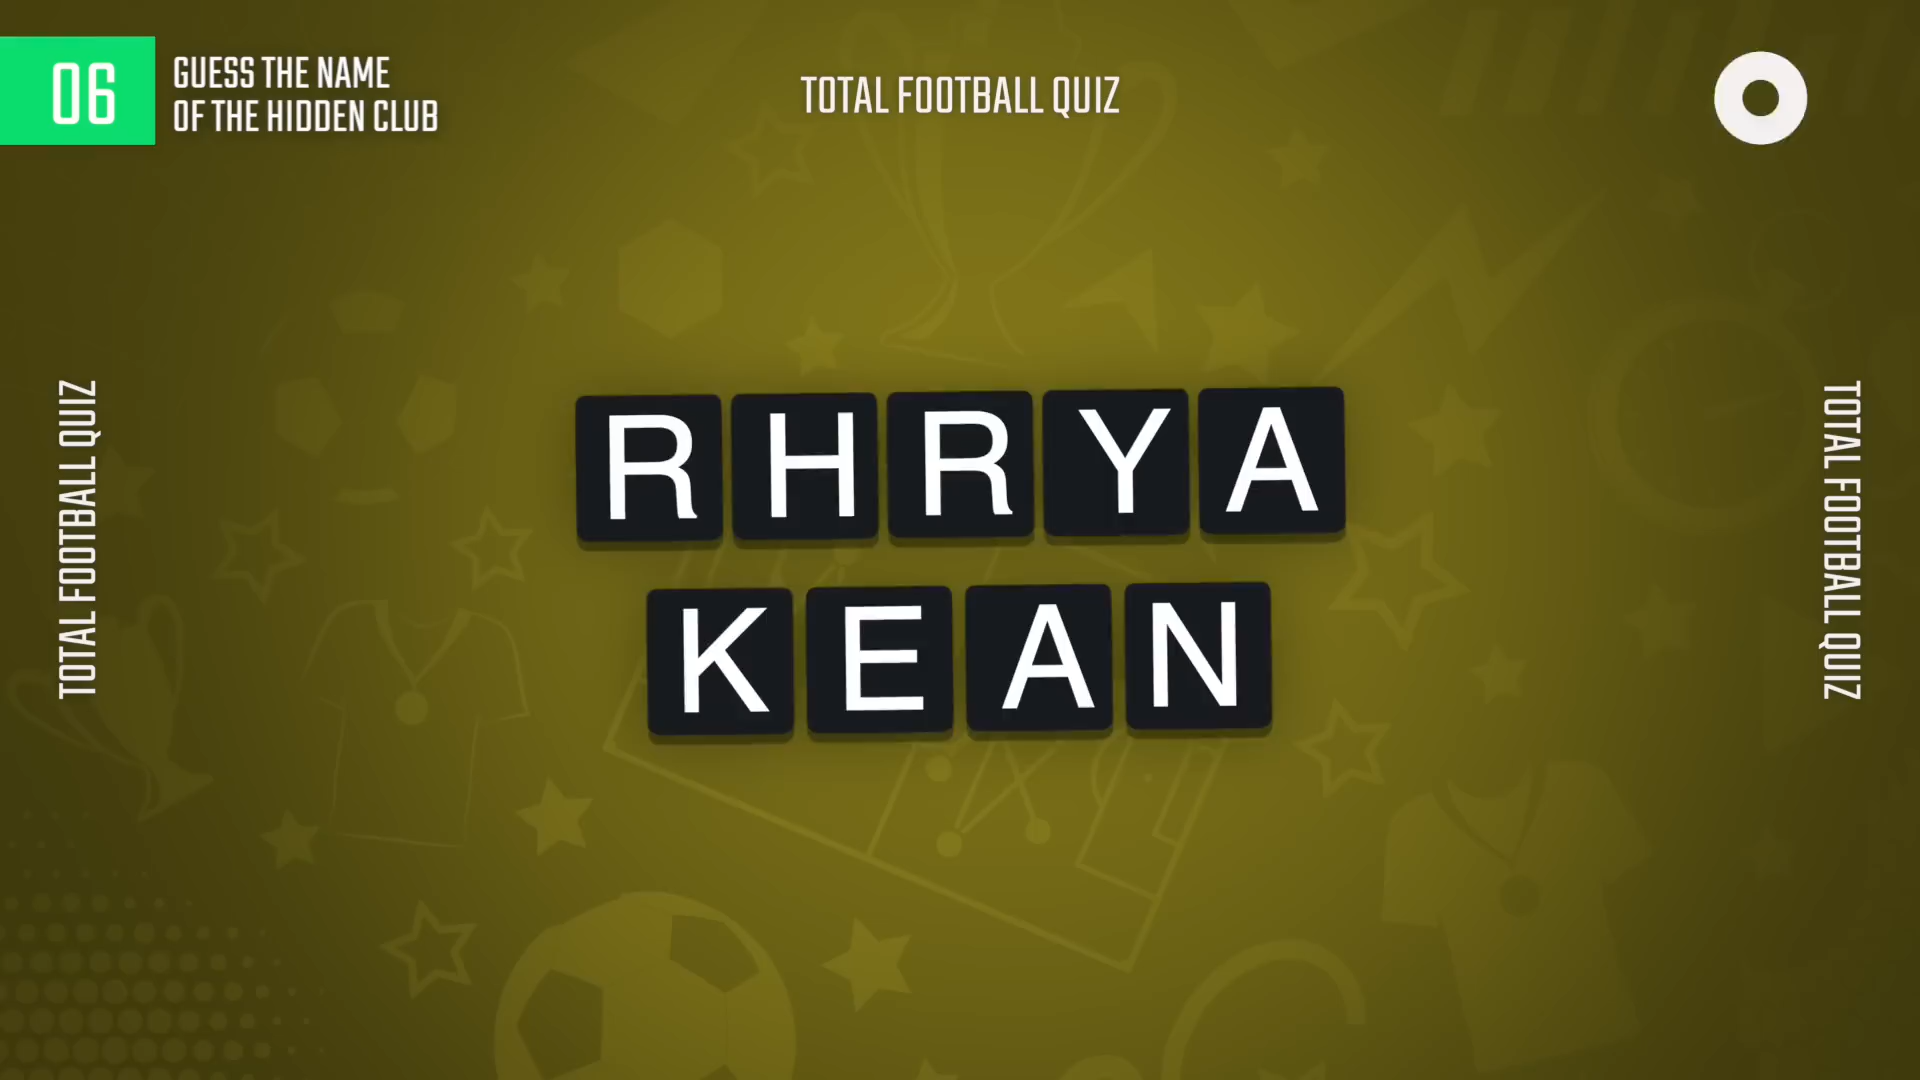 06
GUESS THE NAME
OF THE HIDDEN CLUB
TOTAL FOOTBALL QUIZ
TOTAL FOOTBALL QUIZ
RHRYA
KEAN
TOTAL FOOTBALL QUIZ